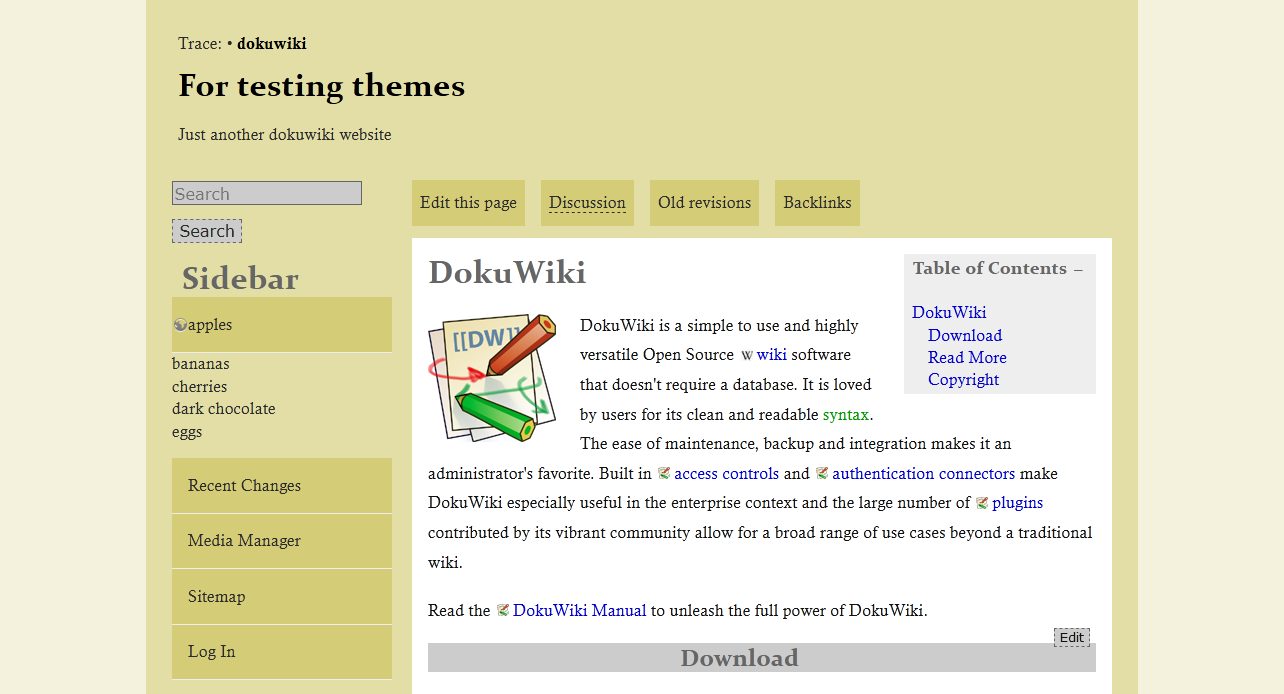 Trace: • dokuwiki
For testing themes
Just another dokuwiki website
Search
Search
Sidebar
apples
bananas
cherries
dark chocolate
eggs
Recent Changes
Media Manager
Sitemap
Log In
Edit this page
Discussion
Old revisions
Backlinks
DokuWiki
Table of Contents −
DokuWiki
Download
Read More
Copyright
[[DW]]
DokuWiki is a simple to use and highly
versatile Open Source W wiki software
that doesn't require a database. It is loved
by users for its clean and readable syntax.
The ease of maintenance, backup and integration makes it an
administrator's favorite. Built in access controls and authentication connectors make
DokuWiki especially useful in the enterprise context and the large number of plugins
contributed by its vibrant community allow for a broad range of use cases beyond a traditional
wiki.
Read the DokuWiki Manual to unleash the full power of DokuWiki.
Edit
Download